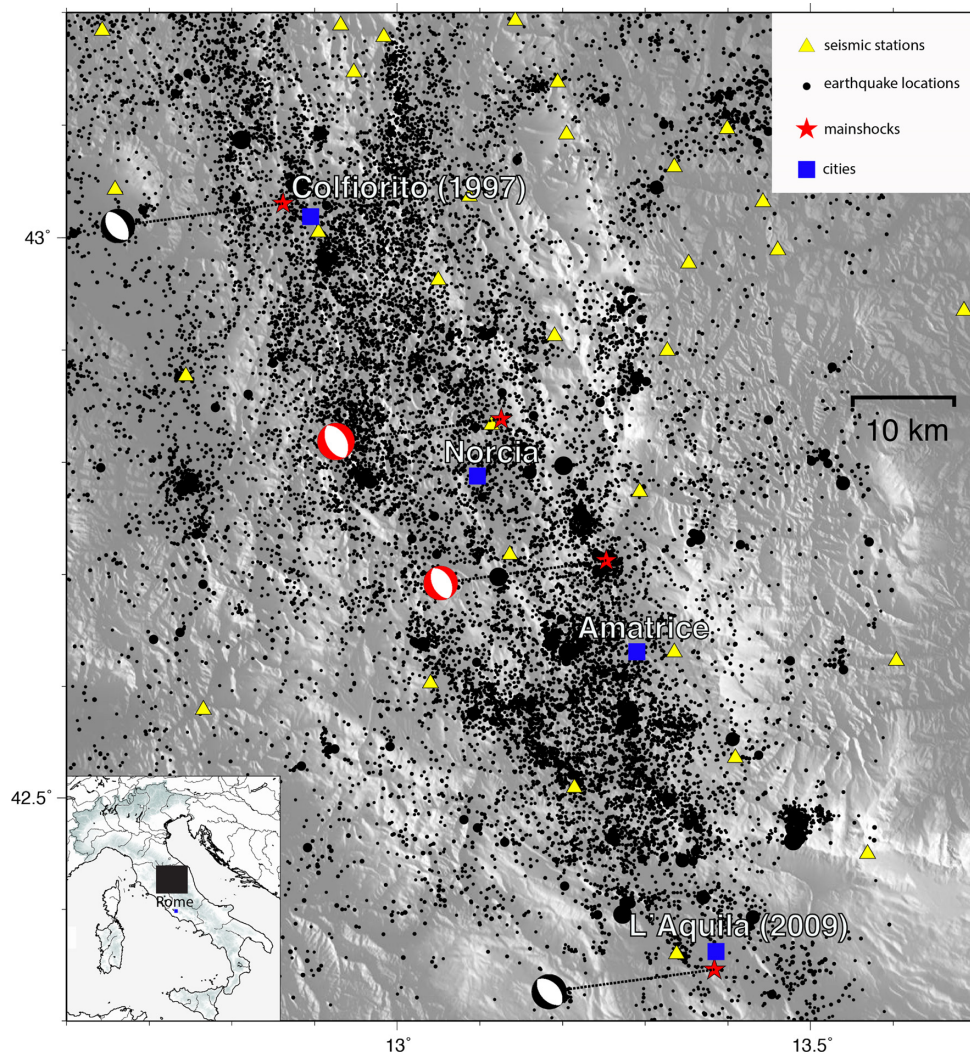 seismic stations
earthquake locations
mainshocks
cities
Colfiorito (1997)
43°
10 km
Norcia
Amatrice
42.5°
Rome
L'Aquila (2009)
13°
13.5°